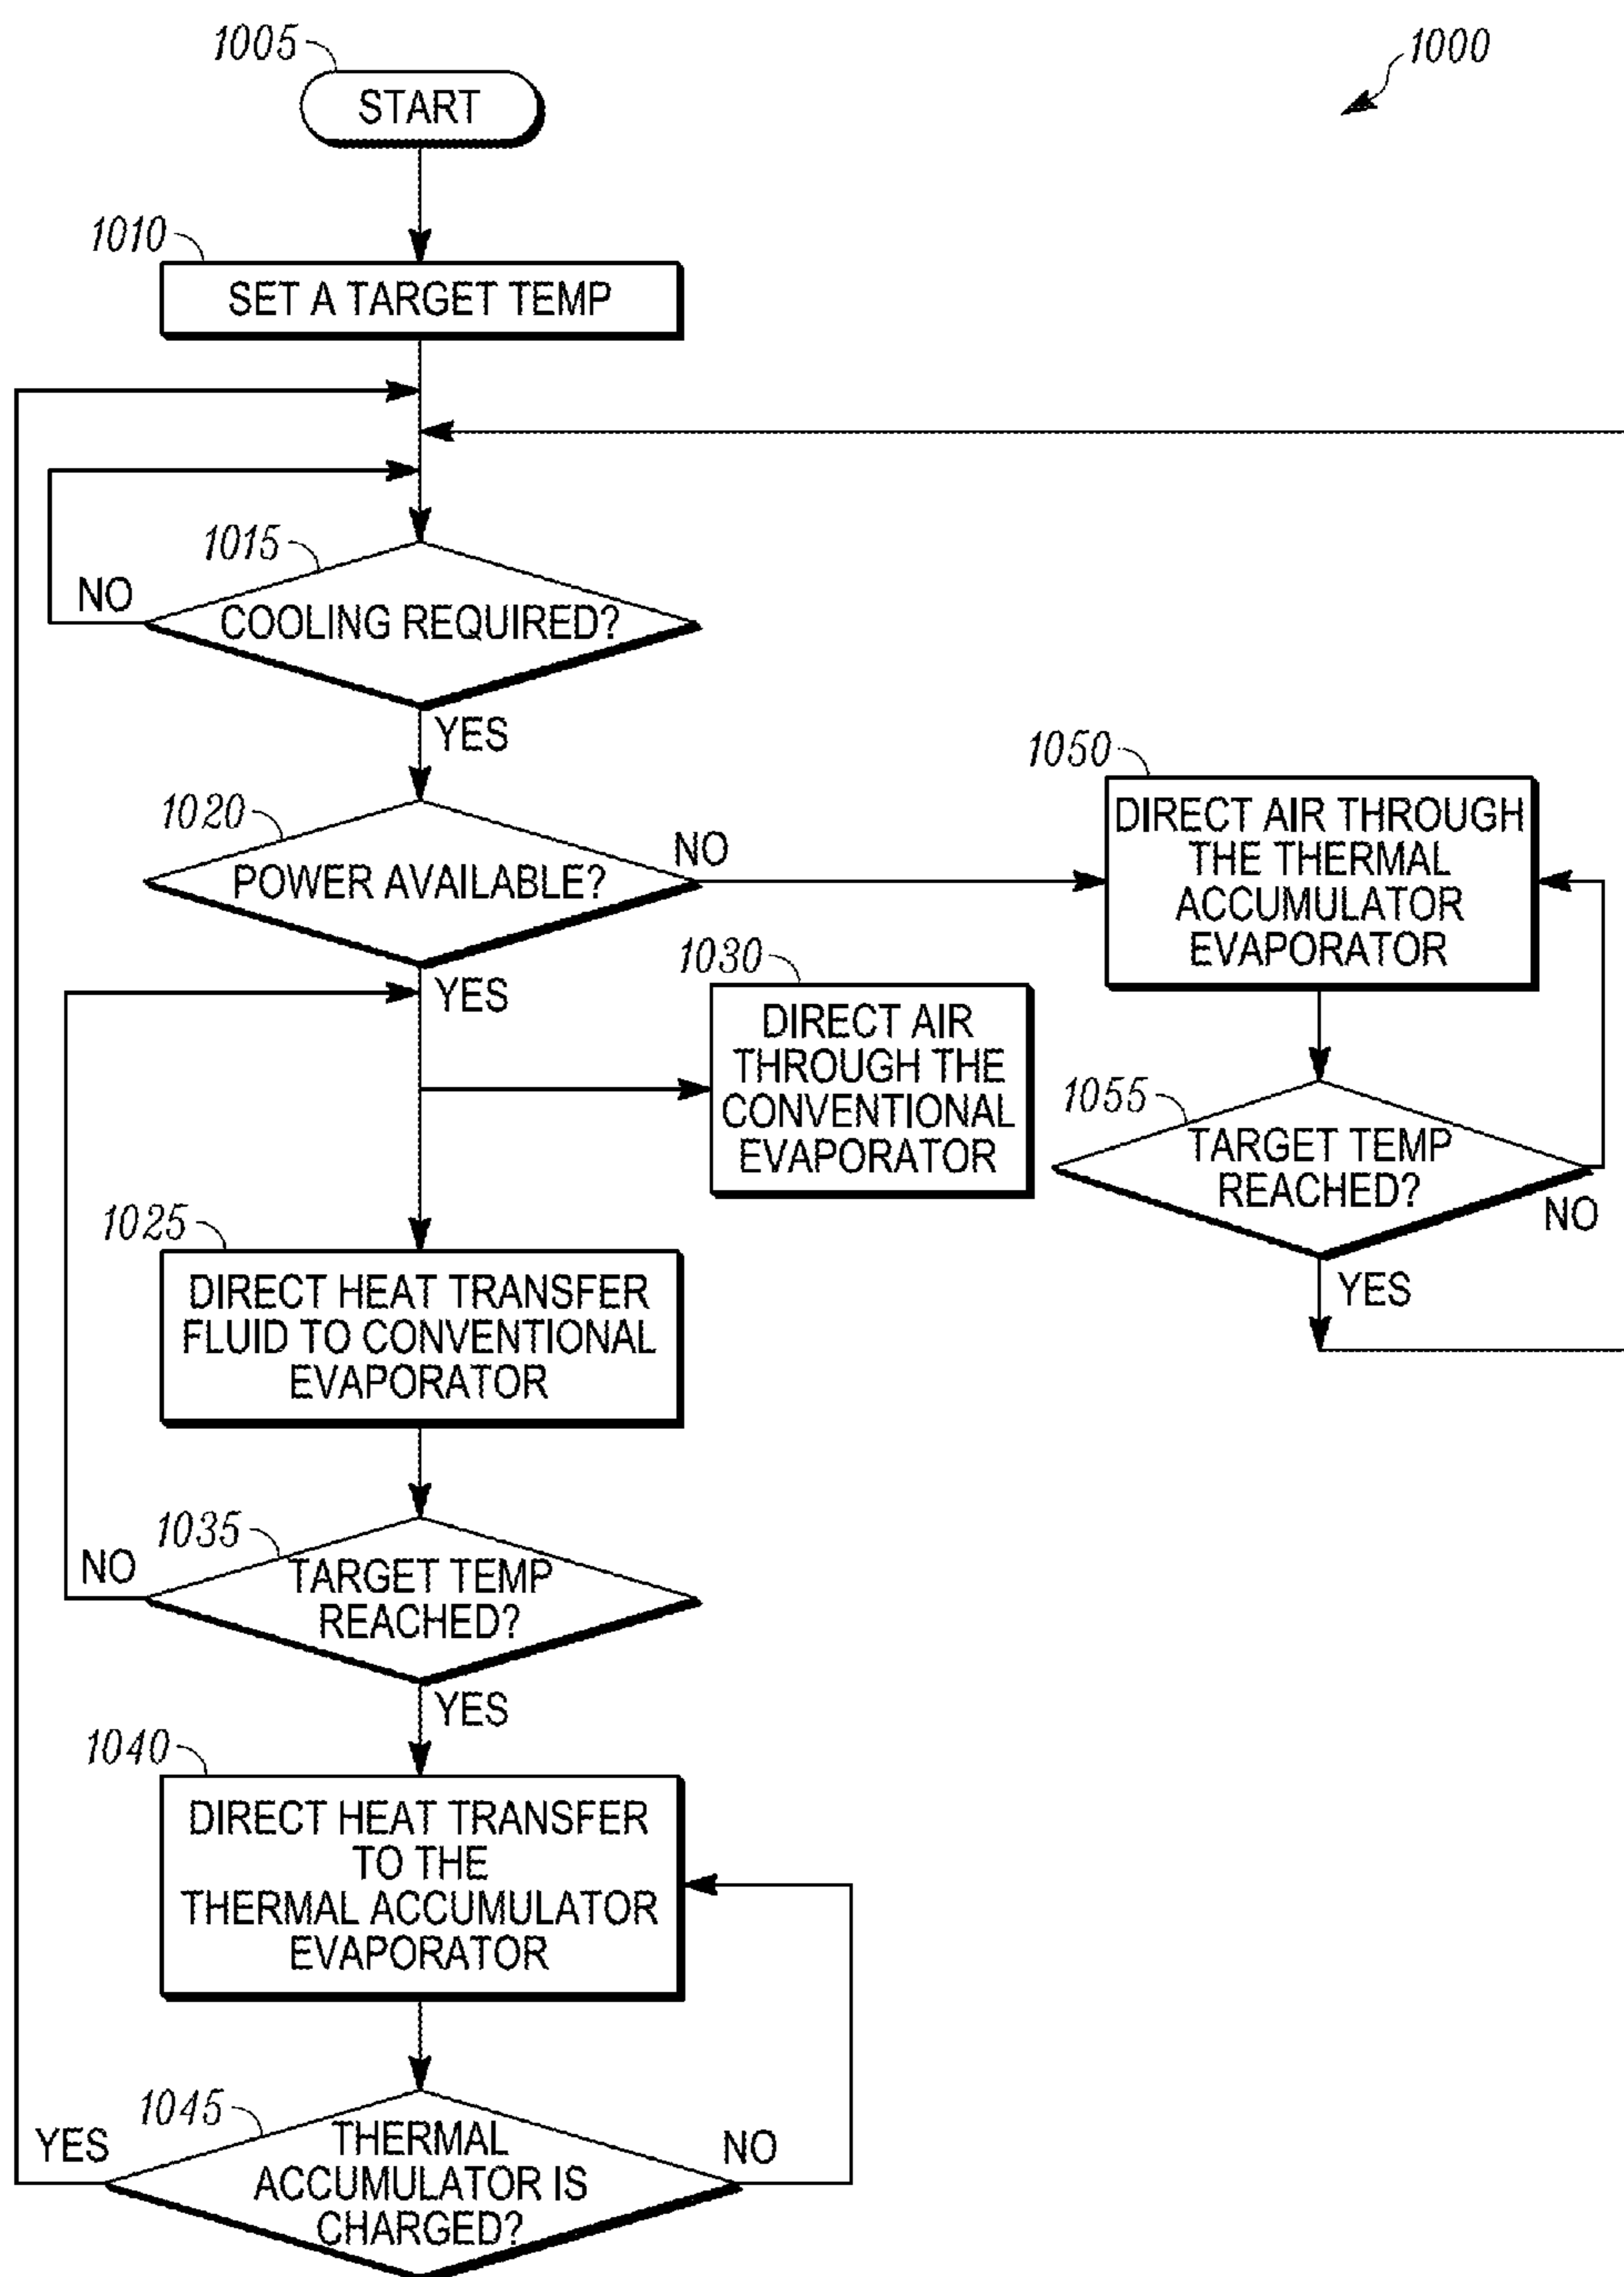 1005
1000
START
1010
SET A TARGET TEMP
1015
NO
COOLING REQUIRED?
YES
1020
NO
POWER AVAILABLE?
YES
1050
DIRECT AIR THROUGH
THE THERMAL
ACCUMULATOR
EVAPORATOR
1030
DIRECT AIR
THROUGH THE
CONVENTIONAL
EVAPORATOR
1055
TARGET TEMP
REACHED?
NO
YES
1025
DIRECT HEAT TRANSFER
FLUID TO CONVENTIONAL
EVAPORATOR
1035
NO
TARGET TEMP
REACHED?
YES
1040
DIRECT HEAT TRANSFER
TO THE
THERMAL ACCUMULATOR
EVAPORATOR
1045
YES
THERMAL
ACCUMULATOR IS
CHARGED?
NO